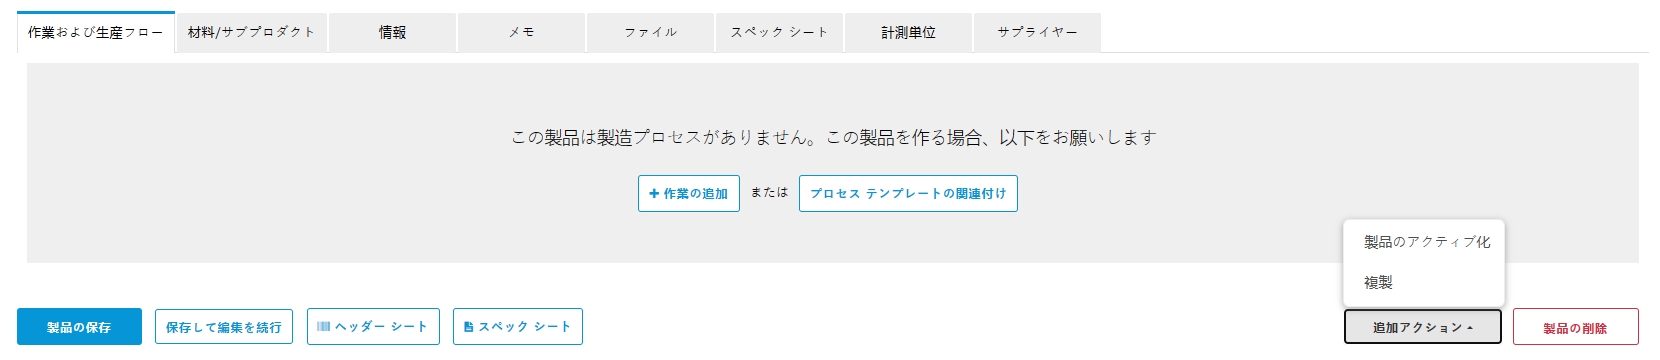 作業および生産フロー 材料/サブプロダクト 情報 メモ ファイル スペック シート 計測単位 サプライヤー
この製品は製造プロセスがありません。この製品を作る場合、以下をお願いします
作業の追加 または プロセス テンプレートの関連付け
製品のアクティブ化
複製
製品の保存 保存して編集を続行 ヘッダー シート スペック シート 追加アクション 製品の削除